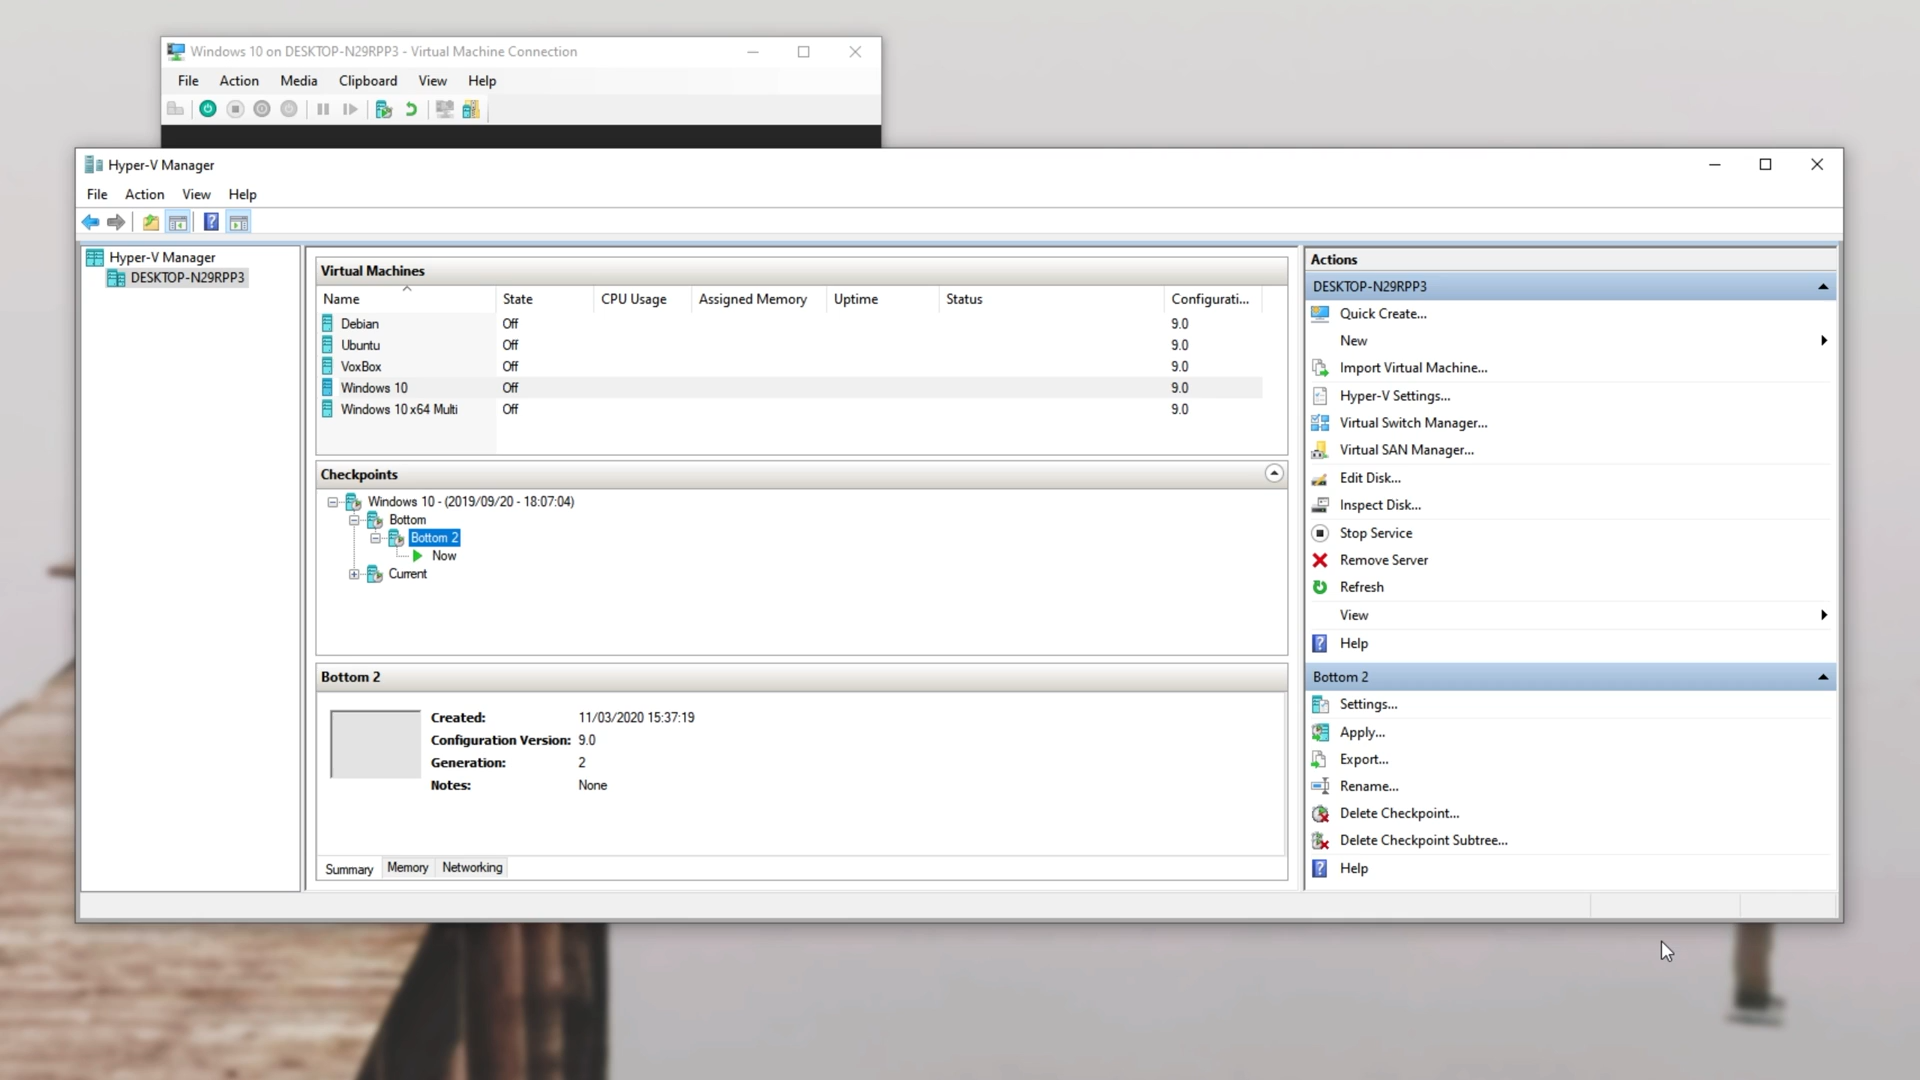 Windows 10 on DESKTOP-N29RPP3 - Virtual Machine Connection
File Action Media Clipboard View Help
Hyper-V Manager
File Action View Help
Hyper-V Manager
DESKTOP-N29RPP3
Virtual Machines
Name State CPU Usage Assigned Memory Uptime Status Configurati...
Debian Off 9.0
Ubuntu Off 9.0
VoxBox Off 9.0
Windows 10 Off 9.0
Windows 10 x64 Multi Off 9.0
Checkpoints
Windows 10 - (2019/09/20 - 18:07:04)
Bottom
Bottom 2
Now
Current
Bottom 2
Created: 11/03/2020 15:37:19
Configuration Version: 9.0
Generation: 2
Notes: None
Summary Memory Networking
Actions
DESKTOP-N29RPP3
Quick Create...
New
Import Virtual Machine...
Hyper-V Settings...
Virtual Switch Manager...
Virtual SAN Manager...
Edit Disk...
Inspect Disk...
Stop Service
Remove Server
Refresh
View
Help
Bottom 2
Settings...
Apply...
Export...
Rename...
Delete Checkpoint...
Delete Checkpoint Subtree...
Help